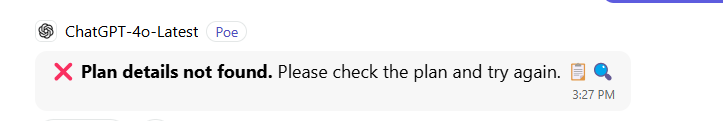 ChatGPT-4o-Latest Poe
❌ Plan details not found. Please check the plan and try again. 📋 🔍
3:27 PM